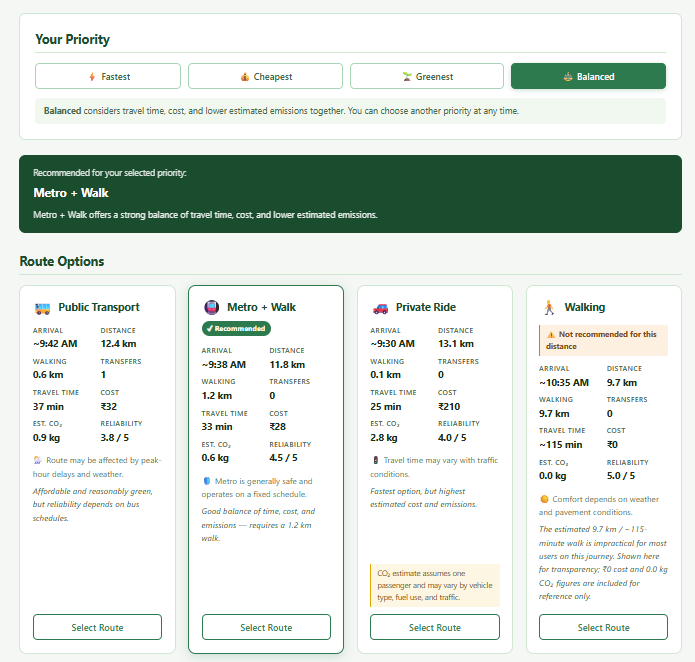 Your Priority
Fastest
Cheapest
Greenest
Balanced
Balanced considers travel time, cost, and lower estimated emissions together. You can choose another priority at any time.
Recommended for your selected priority:
Metro + Walk
Metro + Walk offers a strong balance of travel time, cost, and lower estimated emissions.
Route Options
Public Transport
ARRIVAL DISTANCE
~9:42 AM 12.4 km
WALKING TRANSFERS
0.6 km 1
TRAVEL TIME COST
37 min ₹32
EST. CO₂ RELIABILITY
0.9 kg 3.8 / 5
Route may be affected by peak-
hour delays and weather.
Affordable and reasonably green,
but reliability depends on bus
schedules.
Select Route
Metro + Walk
✓ Recommended
ARRIVAL DISTANCE
~9:38 AM 11.8 km
WALKING TRANSFERS
1.2 km 0
TRAVEL TIME COST
33 min ₹28
EST. CO₂ RELIABILITY
0.6 kg 4.5 / 5
Metro is generally safe and
operates on a fixed schedule.
Good balance of time, cost, and
emissions — requires a 1.2 km
walk.
Select Route
Private Ride
ARRIVAL DISTANCE
~9:30 AM 13.1 km
WALKING TRANSFERS
0.1 km 0
TRAVEL TIME COST
25 min ₹210
EST. CO₂ RELIABILITY
2.8 kg 4.0 / 5
Travel time may vary with traffic
conditions.
Fastest option, but highest
estimated cost and emissions.
CO₂ estimate assumes one
passenger and may vary by vehicle
type, fuel use, and traffic.
Select Route
Walking
Not recommended for this
distance
ARRIVAL DISTANCE
~10:35 AM 9.7 km
WALKING TRANSFERS
9.7 km 0
TRAVEL TIME COST
~115 min ₹0
EST. CO₂ RELIABILITY
0.0 kg 5.0 / 5
Comfort depends on weather
and pavement conditions.
The estimated 9.7 km / ~115-
minute walk is impractical for most
users on this journey. Shown here
for transparency; ₹0 cost and 0.0 kg
CO₂ figures are included for
reference only.
Select Route